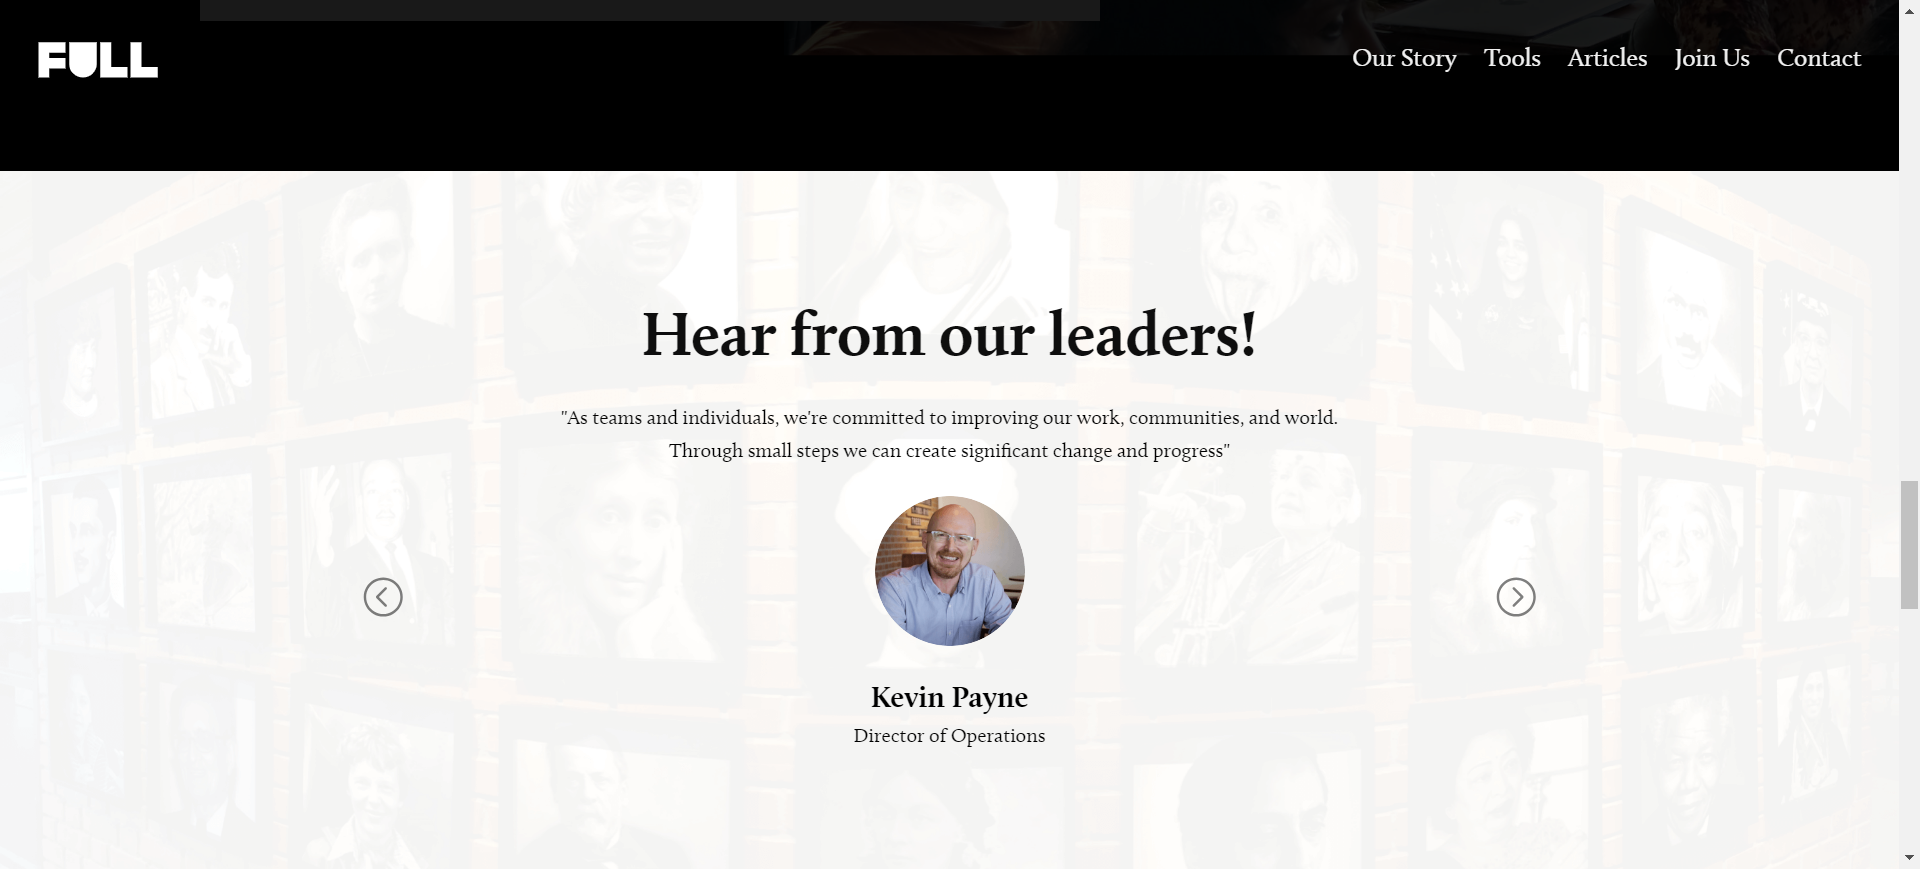 FULL
Our Story Tools Articles Join Us Contact
Hear from our leaders!
"As teams and individuals, we're committed to improving our work, communities, and world.
Through small steps we can create significant change and progress"
Kevin Payne
Director of Operations